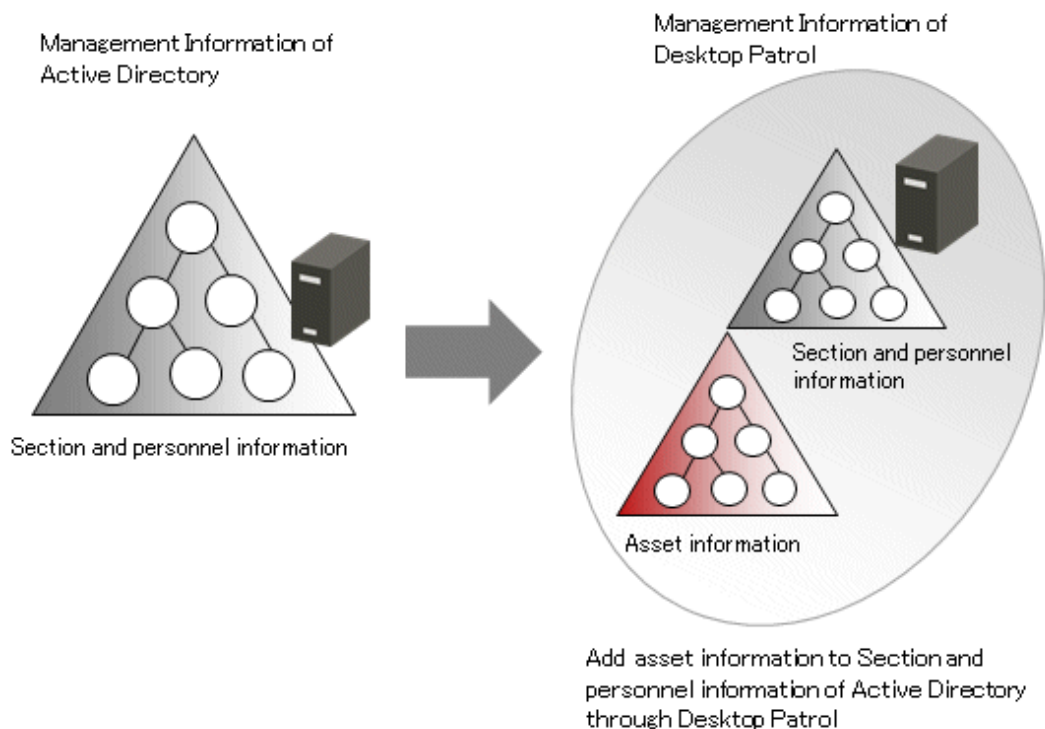 Management Information of
Active Directory
Section and personnel information
Management Information of
Desktop Patrol
Section and personnel
information
Asset information
Add asset information to Section and
personnel information of Active Directory
through Desktop Patrol